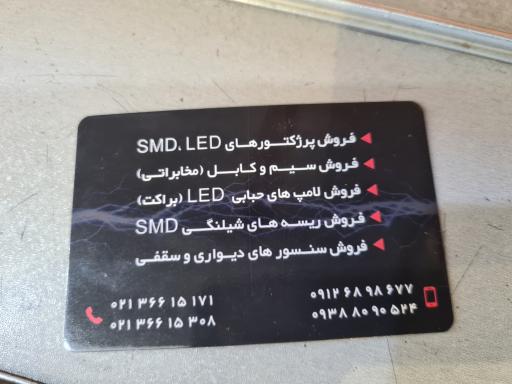 فروش پرژکتورهای SMD، LED
فروش سیم و کابل (مخابراتی)
فروش لامپ های حبابی LED (براکت)
فروش ریسه های شیلنگی SMD
فروش سنسور های دیواری و سقفی
۰۹۱۲ ۶۸ ۹۸ ۶۷۷
۰۹۳۸ ۸۰ ۹۰ ۵۲۴
۰۲۱ ۳۶۶ ۱۵ ۱۷۱
۰۲۱ ۳۶۶ ۱۵ ۳۰۸